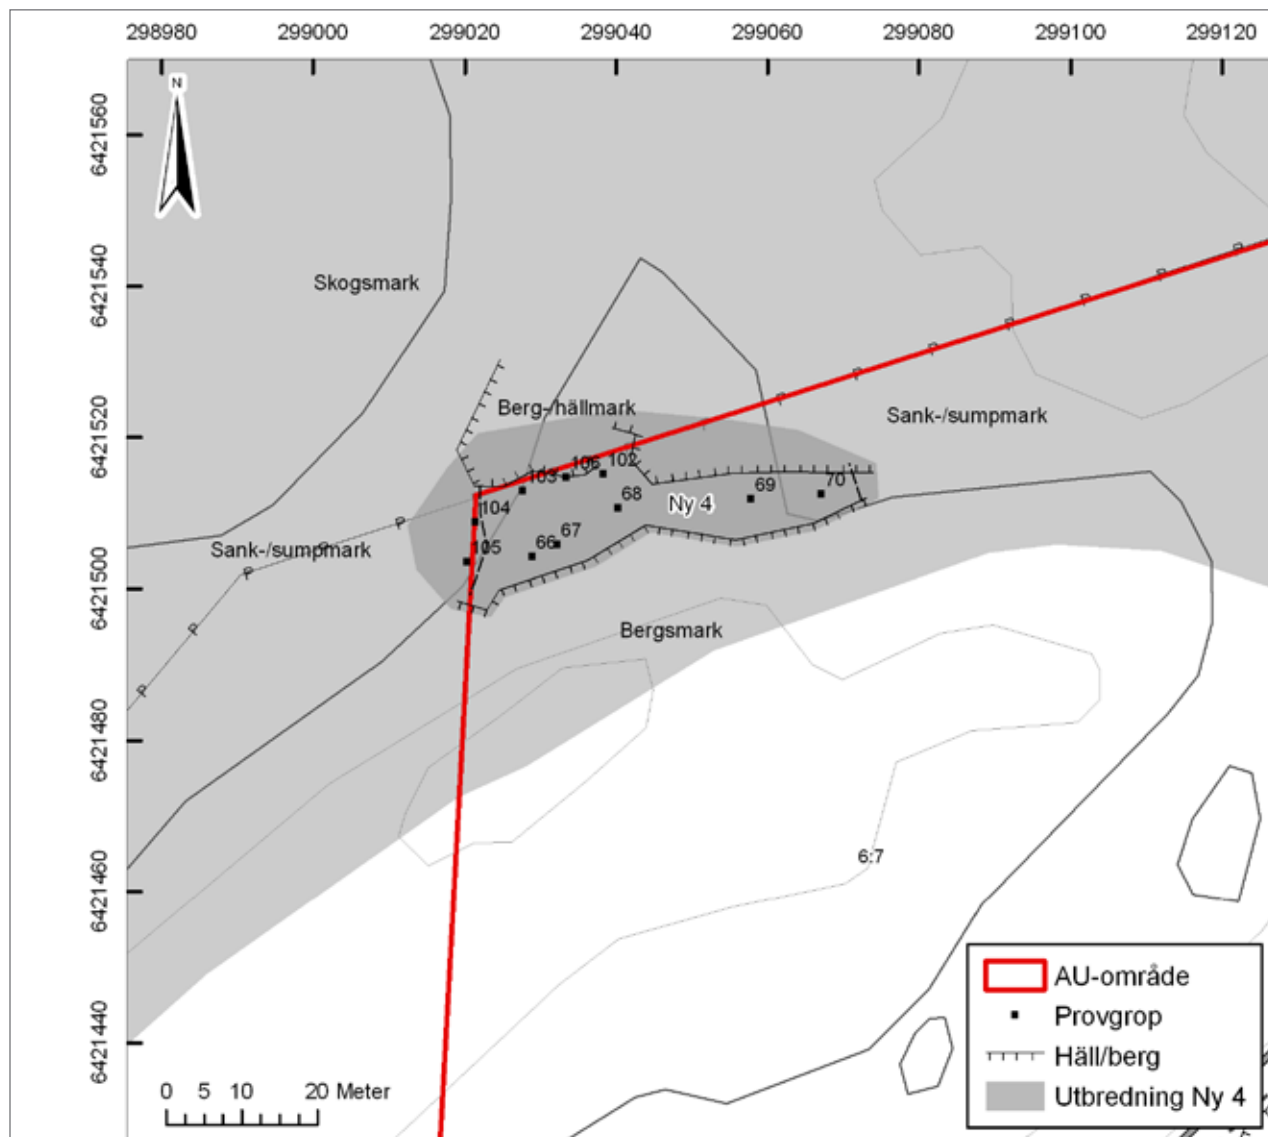 298980 299000 299020 299040 299060 299080 299100 299120
6421560
6421540
6421520
6421500
6421480
6421460
6421440
N
Skogsmark
Berg-/hällmark
Sank-/sumpmark
P P P P P P P
103 106 102
104
68
Ny 4
69
70
P
Sank-/sumpmark
105
66
67
P
P
P
Bergsmark
6:7
0 5 10 20 Meter
AU-område
Provgrop
Häll/berg
Utbredning Ny 4